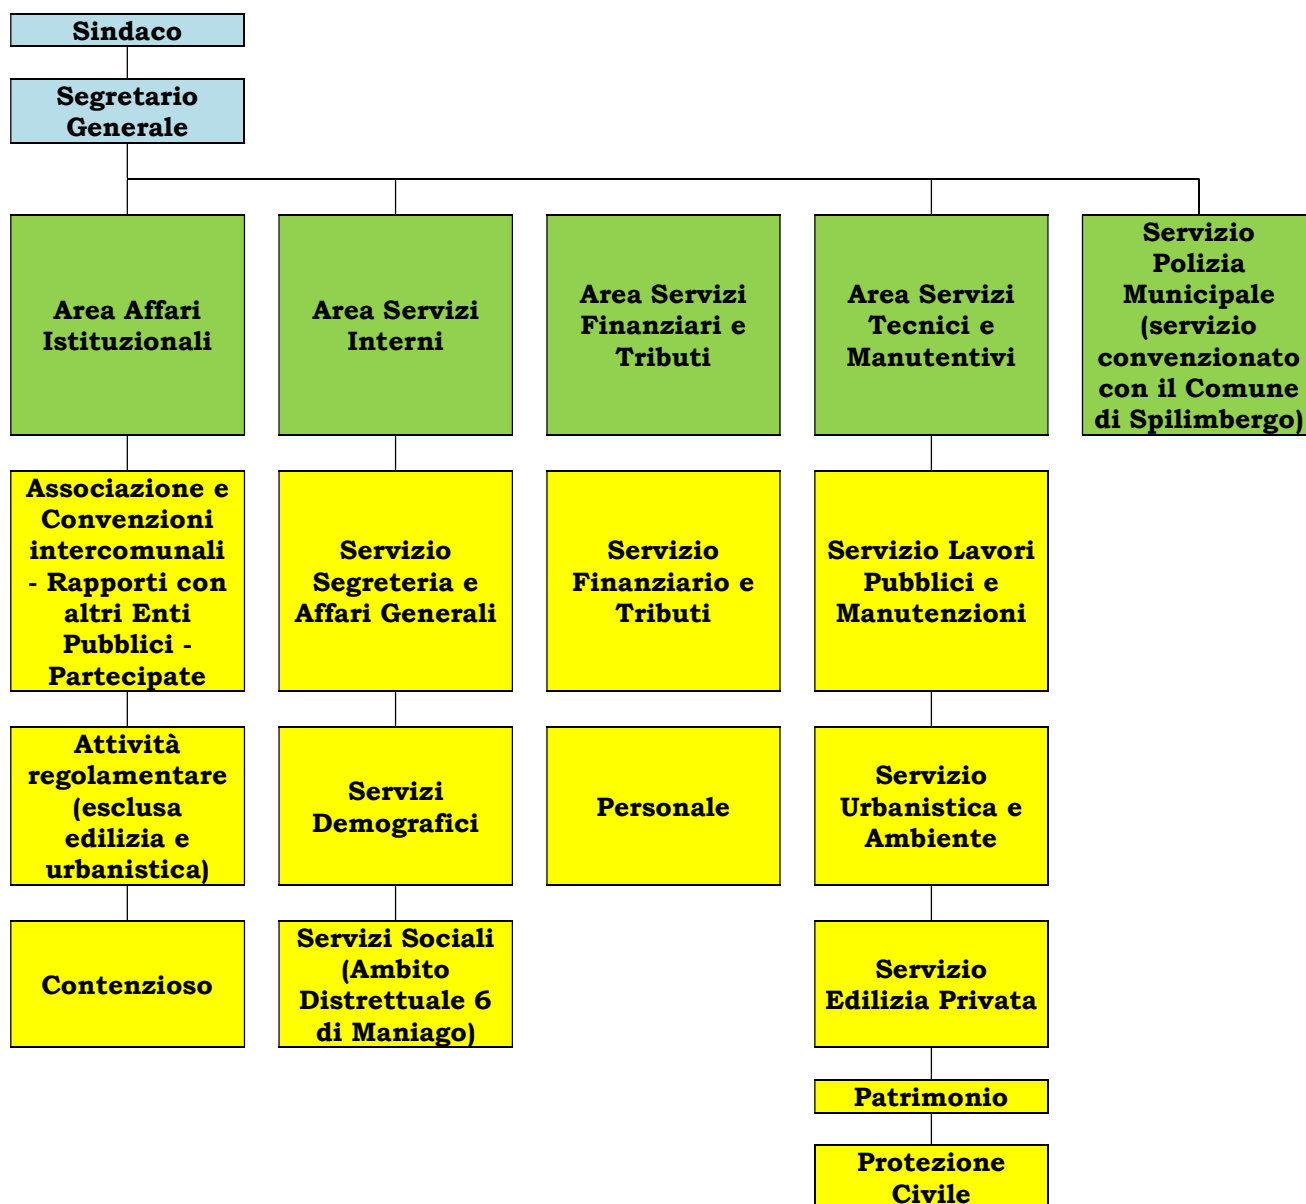 Sindaco
Segretario
Generale
Area Affari
Istituzionali
Area Servizi
Interni
Area Servizi
Finanziari e
Tributi
Area Servizi
Tecnici e
Manutentivi
Servizio
Polizia
Municipale
(servizio
convenzionato
con il Comune
di Spilimbergo)
Associazione e
Convenzioni
intercomunali
- Rapporti con
altri Enti
Pubblici -
Partecipate
Servizio
Segreteria e
Affari Generali
Servizio
Finanziario e
Tributi
Servizio Lavori
Pubblici e
Manutenzioni
Attività
regolamentare
(esclusa
edilizia e
urbanistica)
Servizi
Demografici
Personale
Servizio
Urbanistica e
Ambiente
Contenzioso
Servizi Sociali
(Ambito
Distrettuale 6
di Maniago)
Servizio
Edilizia Privata
Patrimonio
Protezione
Civile